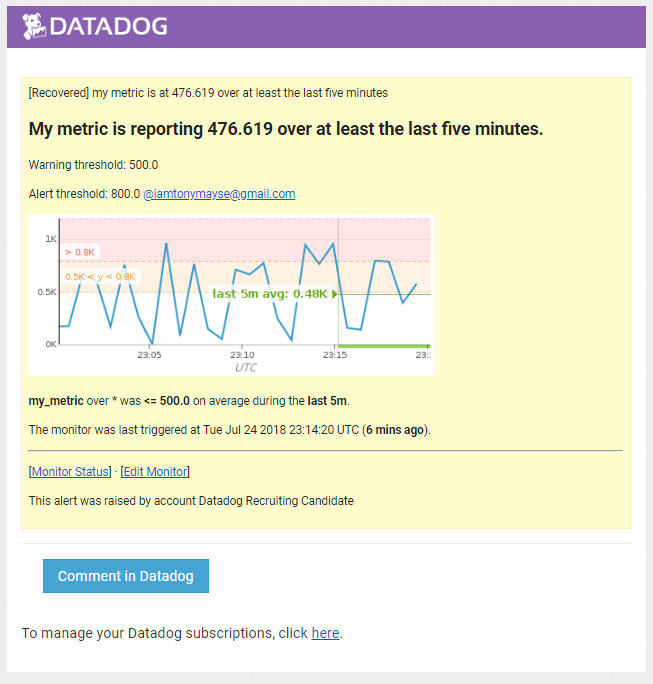 DATADOG
[Recovered] my metric is at 476.619 over at least the last five minutes
My metric is reporting 476.619 over at least the last five minutes.
Warning threshold: 500.0
Alert threshold: 800.0 @iamtonymayse@gmail.com
1K
> 0.8K
0.5K < y < 0.8K
0.5K
last 5m avg: 0.48K
0K
23:05 23:10 23:15 23:
UTC
my_metric over * was <= 500.0 on average during the last 5m.
The monitor was last triggered at Tue Jul 24 2018 23:14:20 UTC (6 mins ago).
[Monitor Status] · [Edit Monitor]
This alert was raised by account Datadog Recruiting Candidate
Comment in Datadog
To manage your Datadog subscriptions, click here.